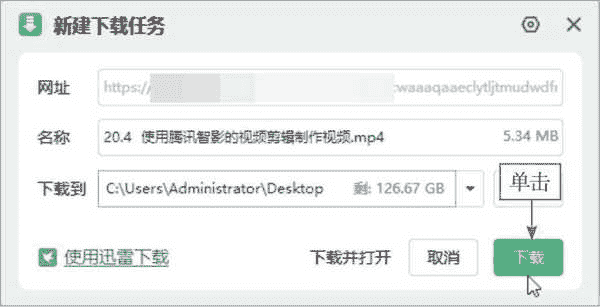 新建下载任务
网址 https://
名称 20.4 使用腾讯智影的视频剪辑制作视频.mp4 5.34 MB
下载到 C:\Users\Administrator\Desktop 剩: 126.67 GB
单击
使用迅雷下载 下载并打开 取消 下载